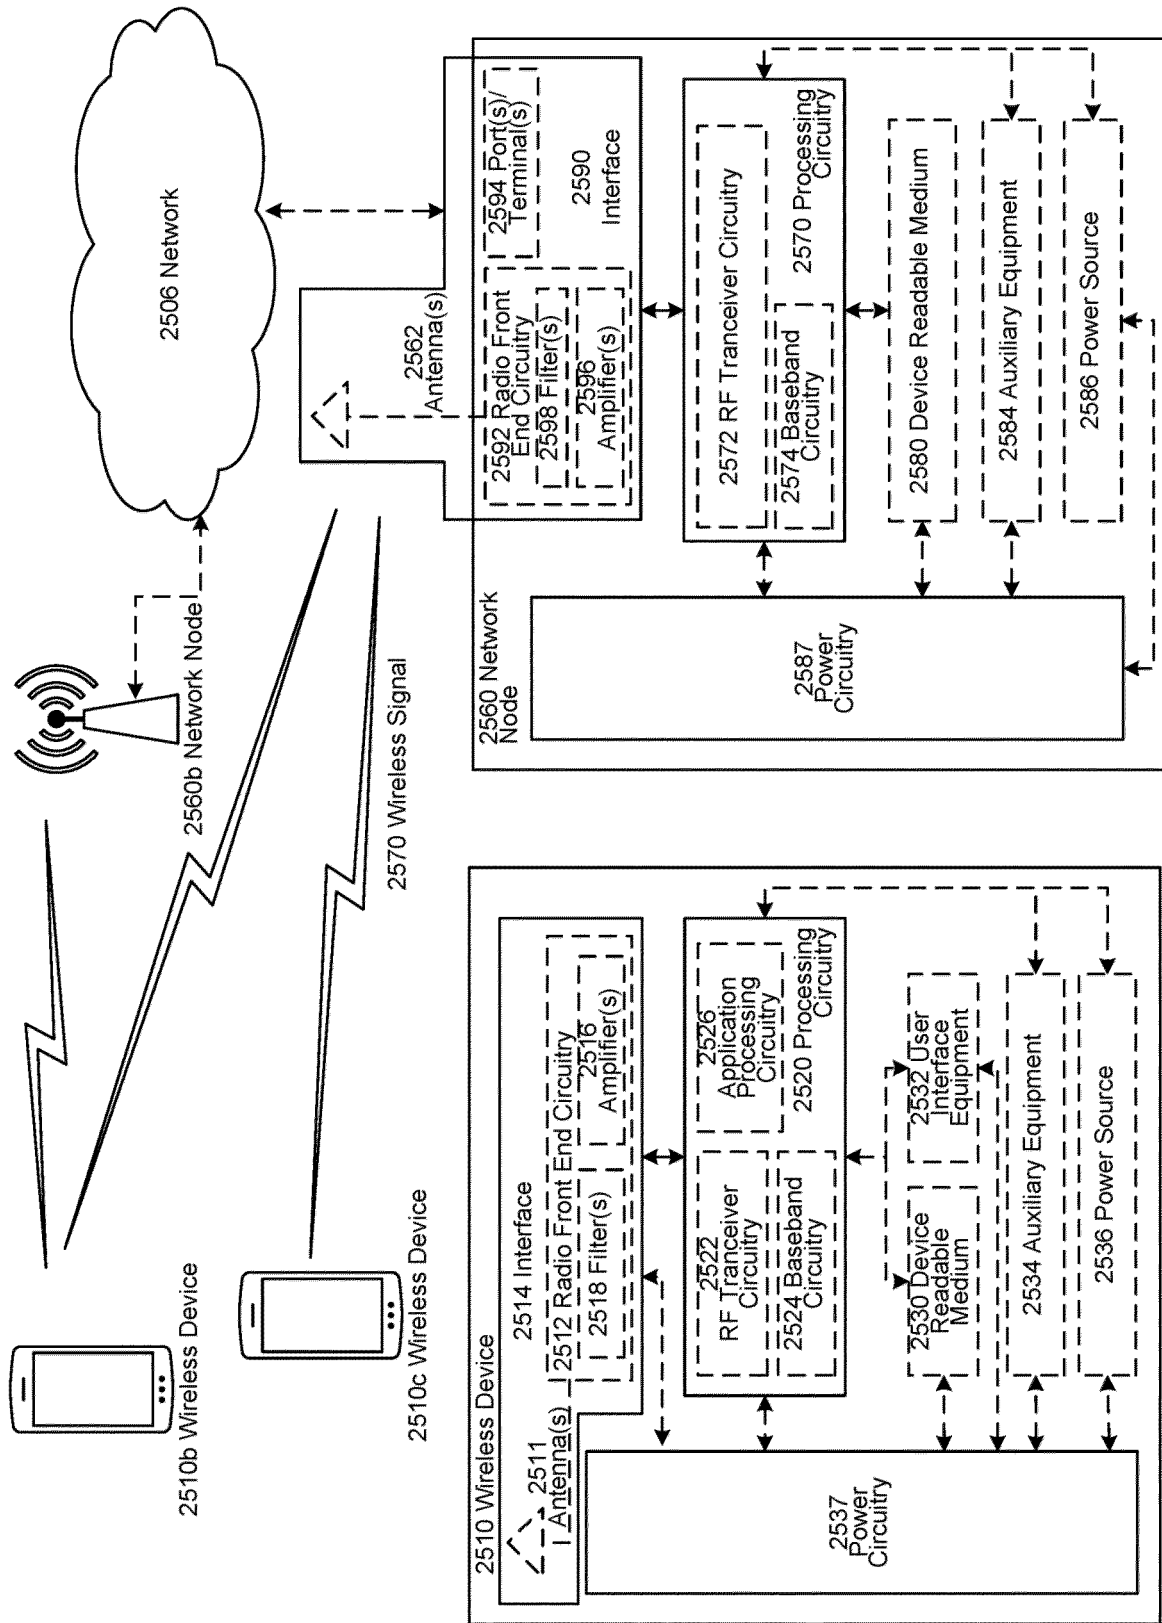 2506 Network
2560b Network Node
2510b Wireless Device
2510c Wireless Device
2570 Wireless Signal
2510 Wireless Device
2511
Antenna(s)
2514 Interface
2512 Radio Front End Circuitry
2518 Filter(s)
2516
Amplifier(s)
2522
RF Tranceiver
Circuitry
2524 Baseband
Circuitry
2526
Application
Processing
Circuitry
2520 Processing
Circuitry
2530 Device
Readable
Medium
2532 User
Interface
Equipment
2534 Auxiliary Equipment
2536 Power Source
2537
Power
Circuitry
2560 Network
Node
2562
Antenna(s)
2592 Radio Front
End Circuitry
2598 Filter(s)
2596
Amplifier(s)
2594 Port(s)/
Terminal(s)
2590
Interface
2572 RF Tranceiver Circuitry
2574 Baseband
Circuitry
2570 Processing
Circuitry
2580 Device Readable Medium
2584 Auxiliary Equipment
2586 Power Source
2587
Power
Circuitry